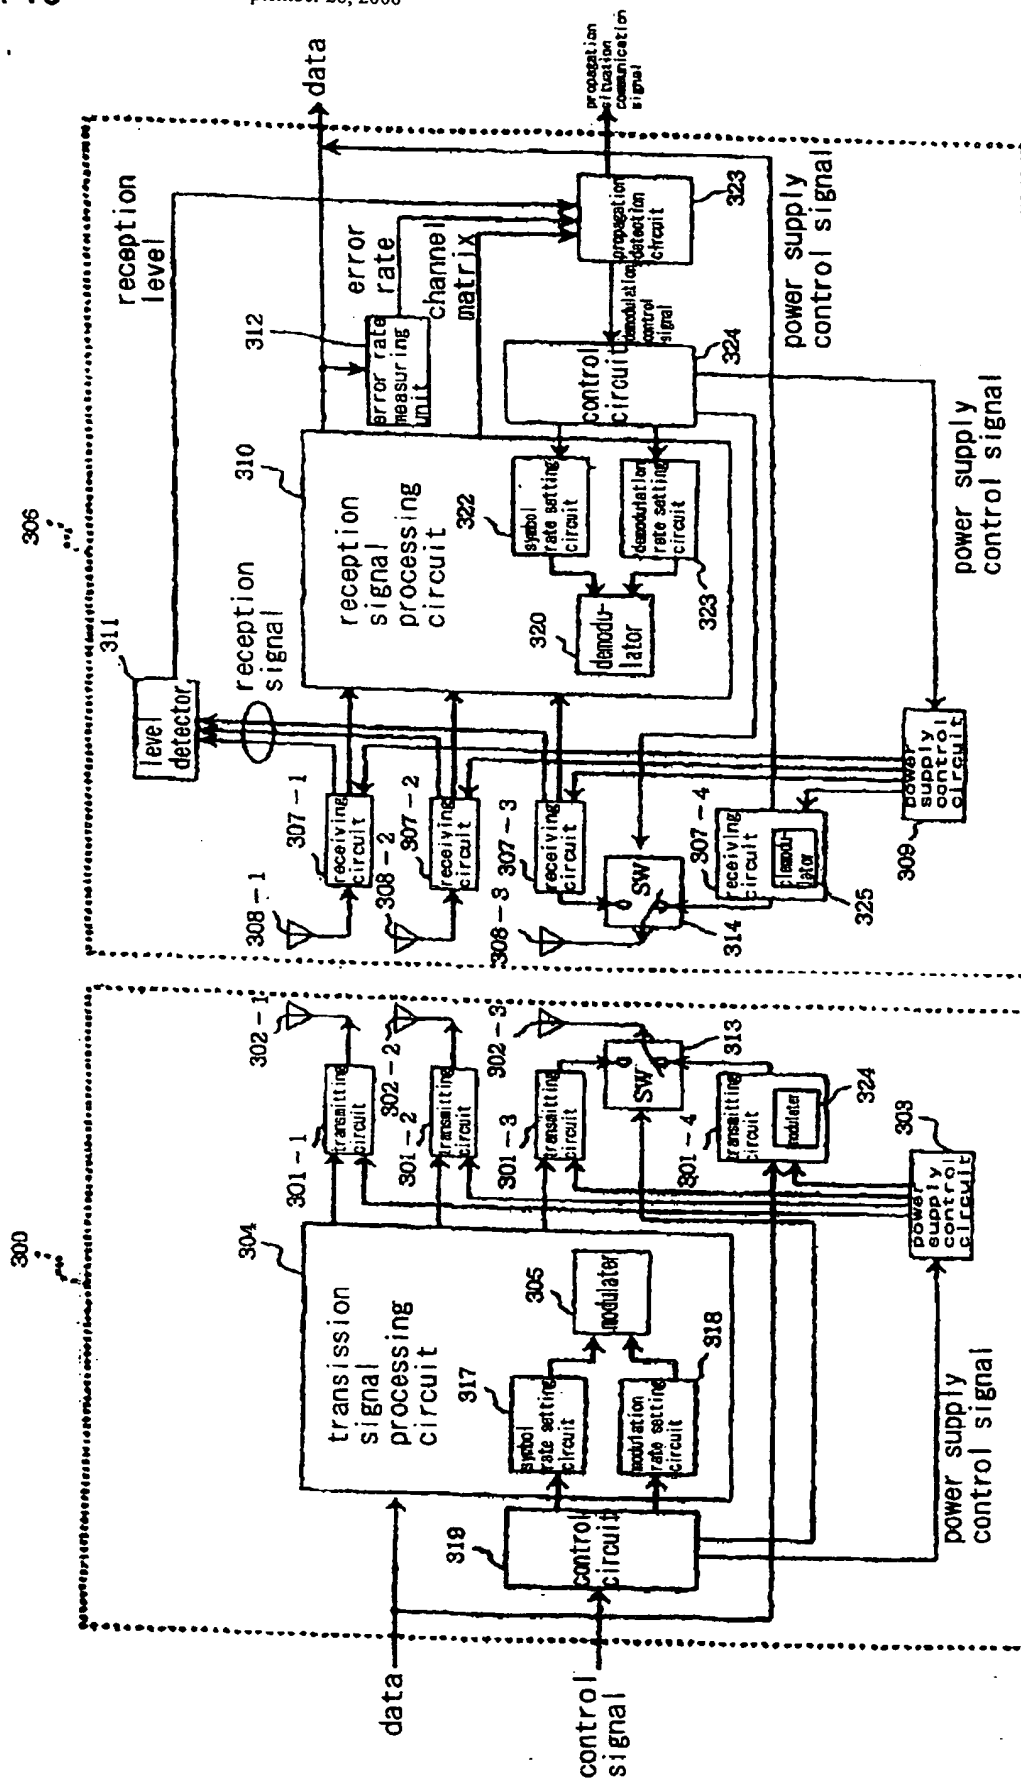 ptember 28, 2006
300
data
control
signal
319
control
circuit
304
transission
signal
processing
circuit
317
symbol
rate setting
circuit
modulation
rate setting
circuit
318
305
modulater
301-1
transmitting
circuit
302-1
301-2
transmitting
circuit
302-2
301-3
transmitting
circuit
302-3
SW
313
301-4
transmitting
circuit
modulater
324
303
power
supply
control
circuit
power supply
control signal
306
311
level
detector
reception
signal
reception
level
308-1
307-1
receiving
circuit
308-2
307-2
receiving
circuit
308-3
307-3
receiving
circuit
SW
314
307-4
receiving
circuit
demodu-
lator
325
309
power
supply
control
circuit
310
reception
signal
processing
circuit
320
demodu-
lator
322
symbol
rate setting
circuit
demodulation
rate setting
circuit
323
312
error rate
measuring
unit
error
rate
channel
matrix
control
circuit
324
demodulation
control
signal
propagation
detection
circuit
323
data
propagation
situation
communication
signal
power supply
control signal
power supply
control signal